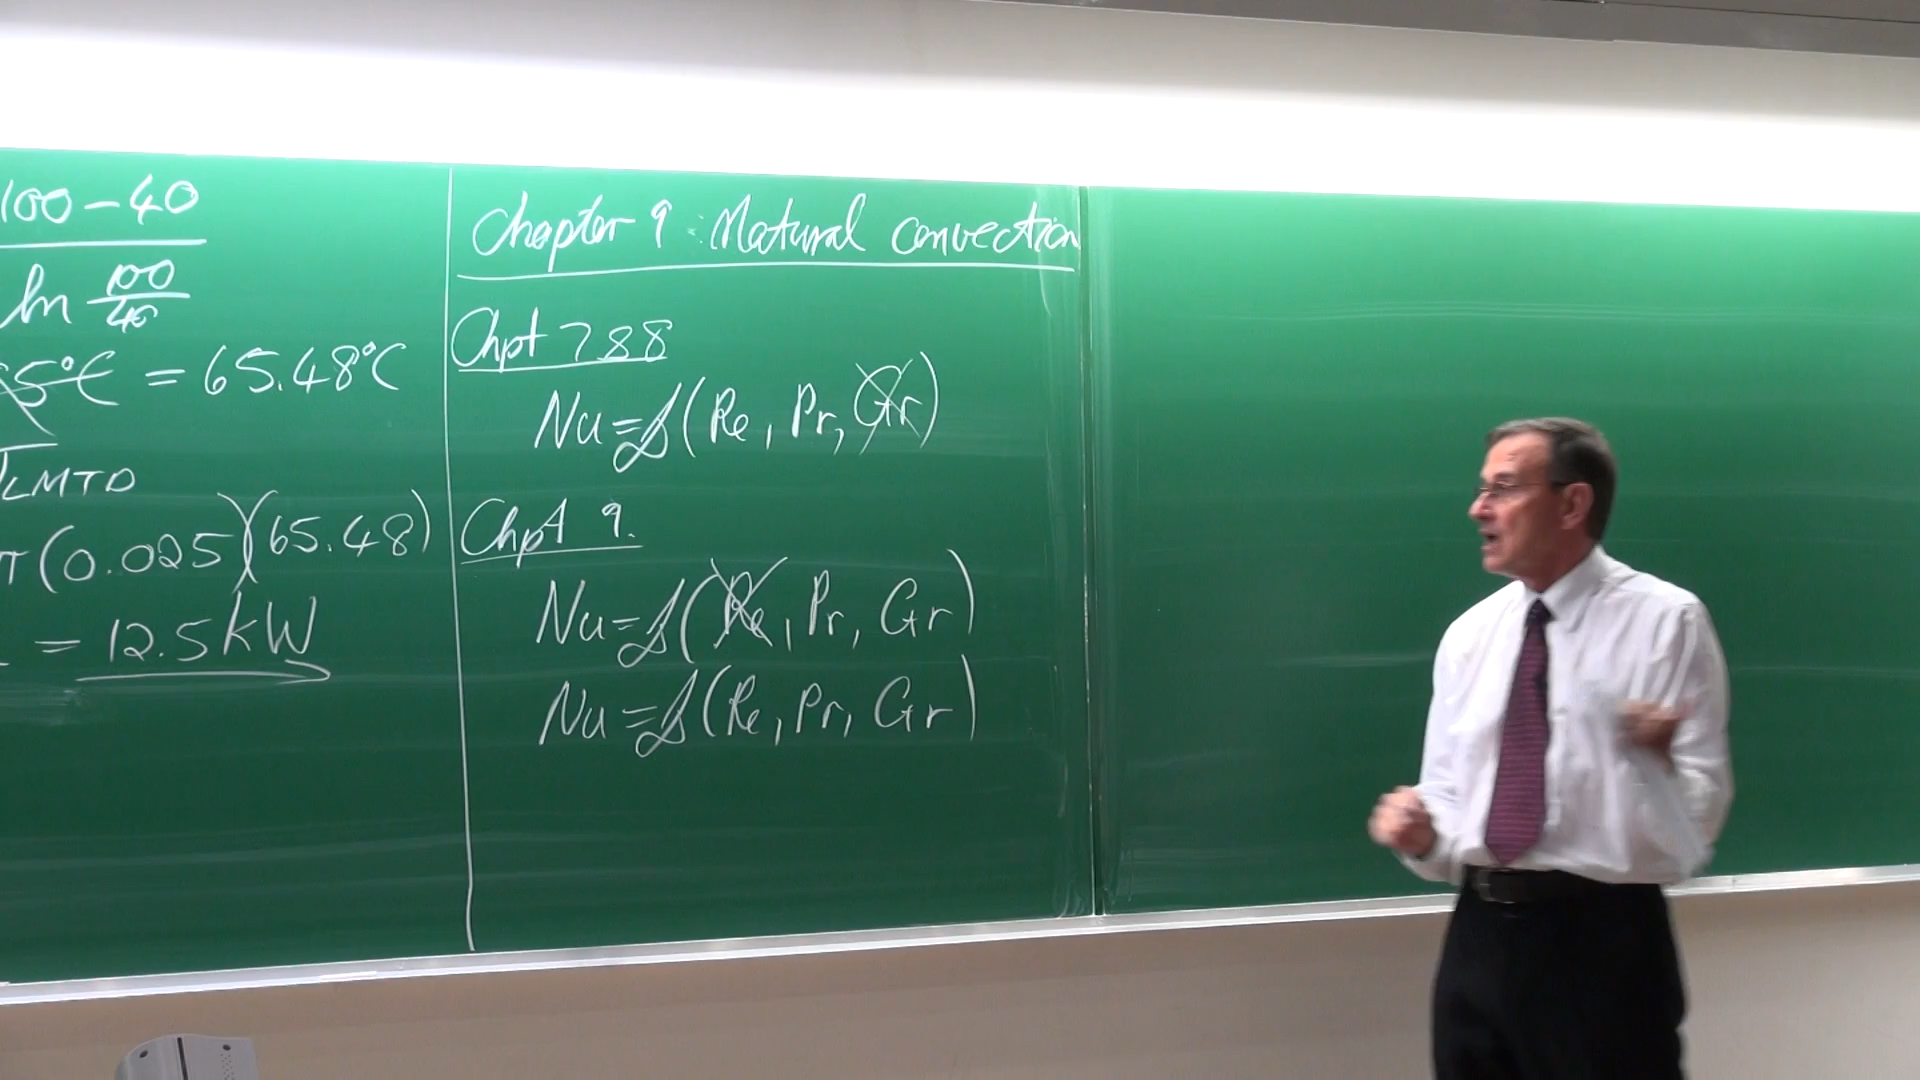 100-40
ln 100/40
5°C = 65.48°C
LMTD
π(0.025)(65.48)
= 12.5kW
Chapter 9: Natural convection
Chpt 7&8
Nu=f(Re, Pr, Gr)
Chpt 9.
Nu=f(Re, Pr, Gr)
Nu=f(Re, Pr, Gr)